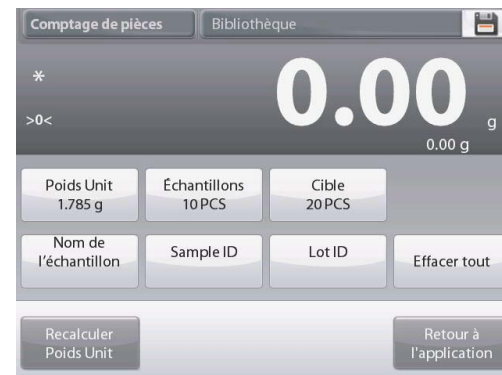 Comptage de pièces
Bibliothèque
*
>0<
0.00 g
0.00 g
Poids Unit
1.785 g
Échantillons
10 PCS
Cible
20 PCS
Nom de
l'échantillon
Sample ID
Lot ID
Effacer tout
Recalculer
Poids Unit
Retour à
l'application